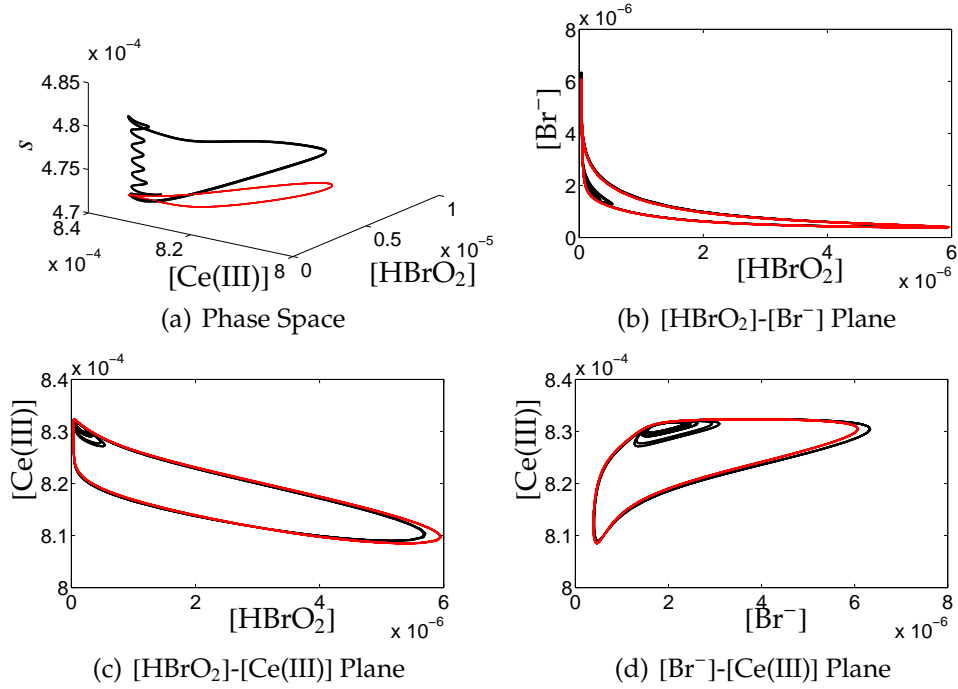 x 10⁻⁴
4.85
4.8
4.75
4.7
s
8.4
8.2
8
x 10⁻⁴
[Ce(III)]
0
0.5
1
x 10⁻⁵
[HBrO₂]
(a) Phase Space
x 10⁻⁶
8
6
4
2
0
[Br⁻]
0 2 4 6
[HBrO₂]
x 10⁻⁶
(b) [HBrO₂]-[Br⁻] Plane
x 10⁻⁴
8.4
8.3
8.2
8.1
8
[Ce(III)]
0 2 4 6
[HBrO₂]
x 10⁻⁶
(c) [HBrO₂]-[Ce(III)] Plane
x 10⁻⁴
8.4
8.3
8.2
8.1
8
[Ce(III)]
0 2 4 6 8
[Br⁻]
x 10⁻⁶
(d) [Br⁻]-[Ce(III)] Plane